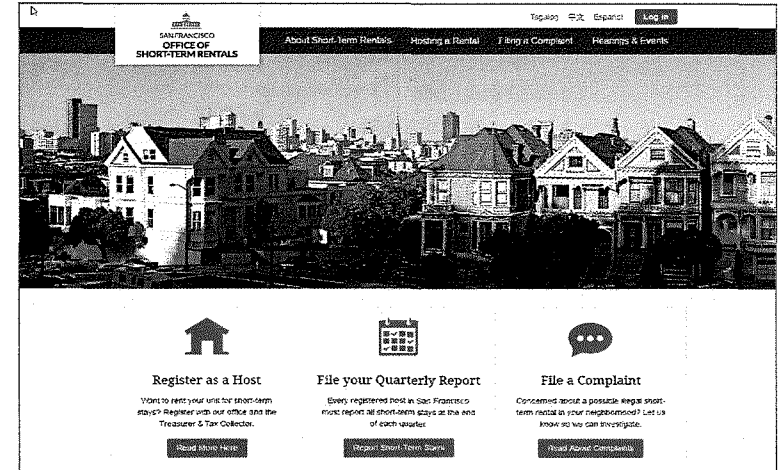 Tagalog 中文 Español Log in
SAN FRANCISCO
OFFICE OF
SHORT-TERM RENTALS
About Short-Term Rentals Hosting a Rental Filing a Complaint Hearings & Events
Register as a Host
Want to rent your unit for short-term
stays? Register with our office and the
Treasurer & Tax Collector.
Read More Here
File your Quarterly Report
Every registered host in San Francisco
must report all short-term stays at the end
of each quarter.
Report Short-Term Stays
File a Complaint
Concerned about a possible illegal short-
term rental in your neighborhood? Let us
know so we can investigate.
Read About Complaints